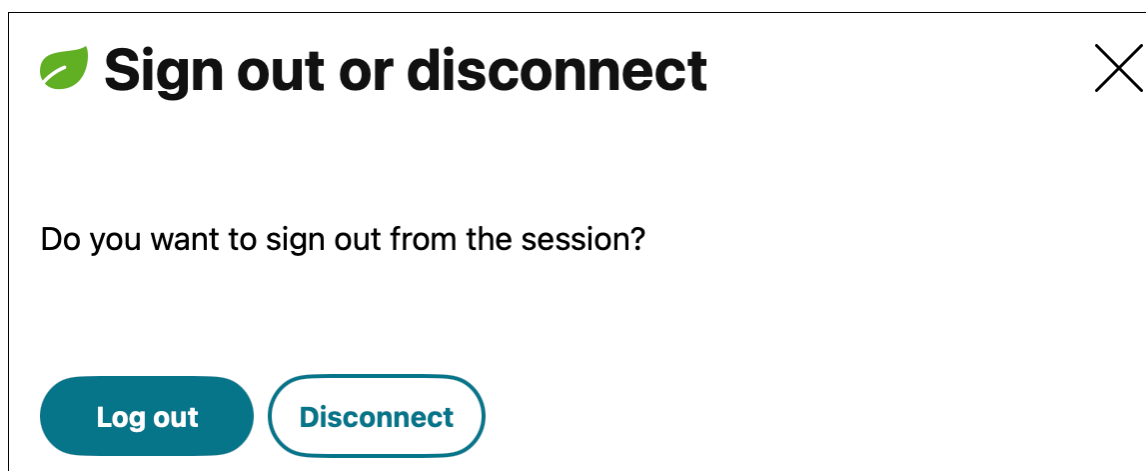 Sign out or disconnect
Do you want to sign out from the session?
Log out
Disconnect